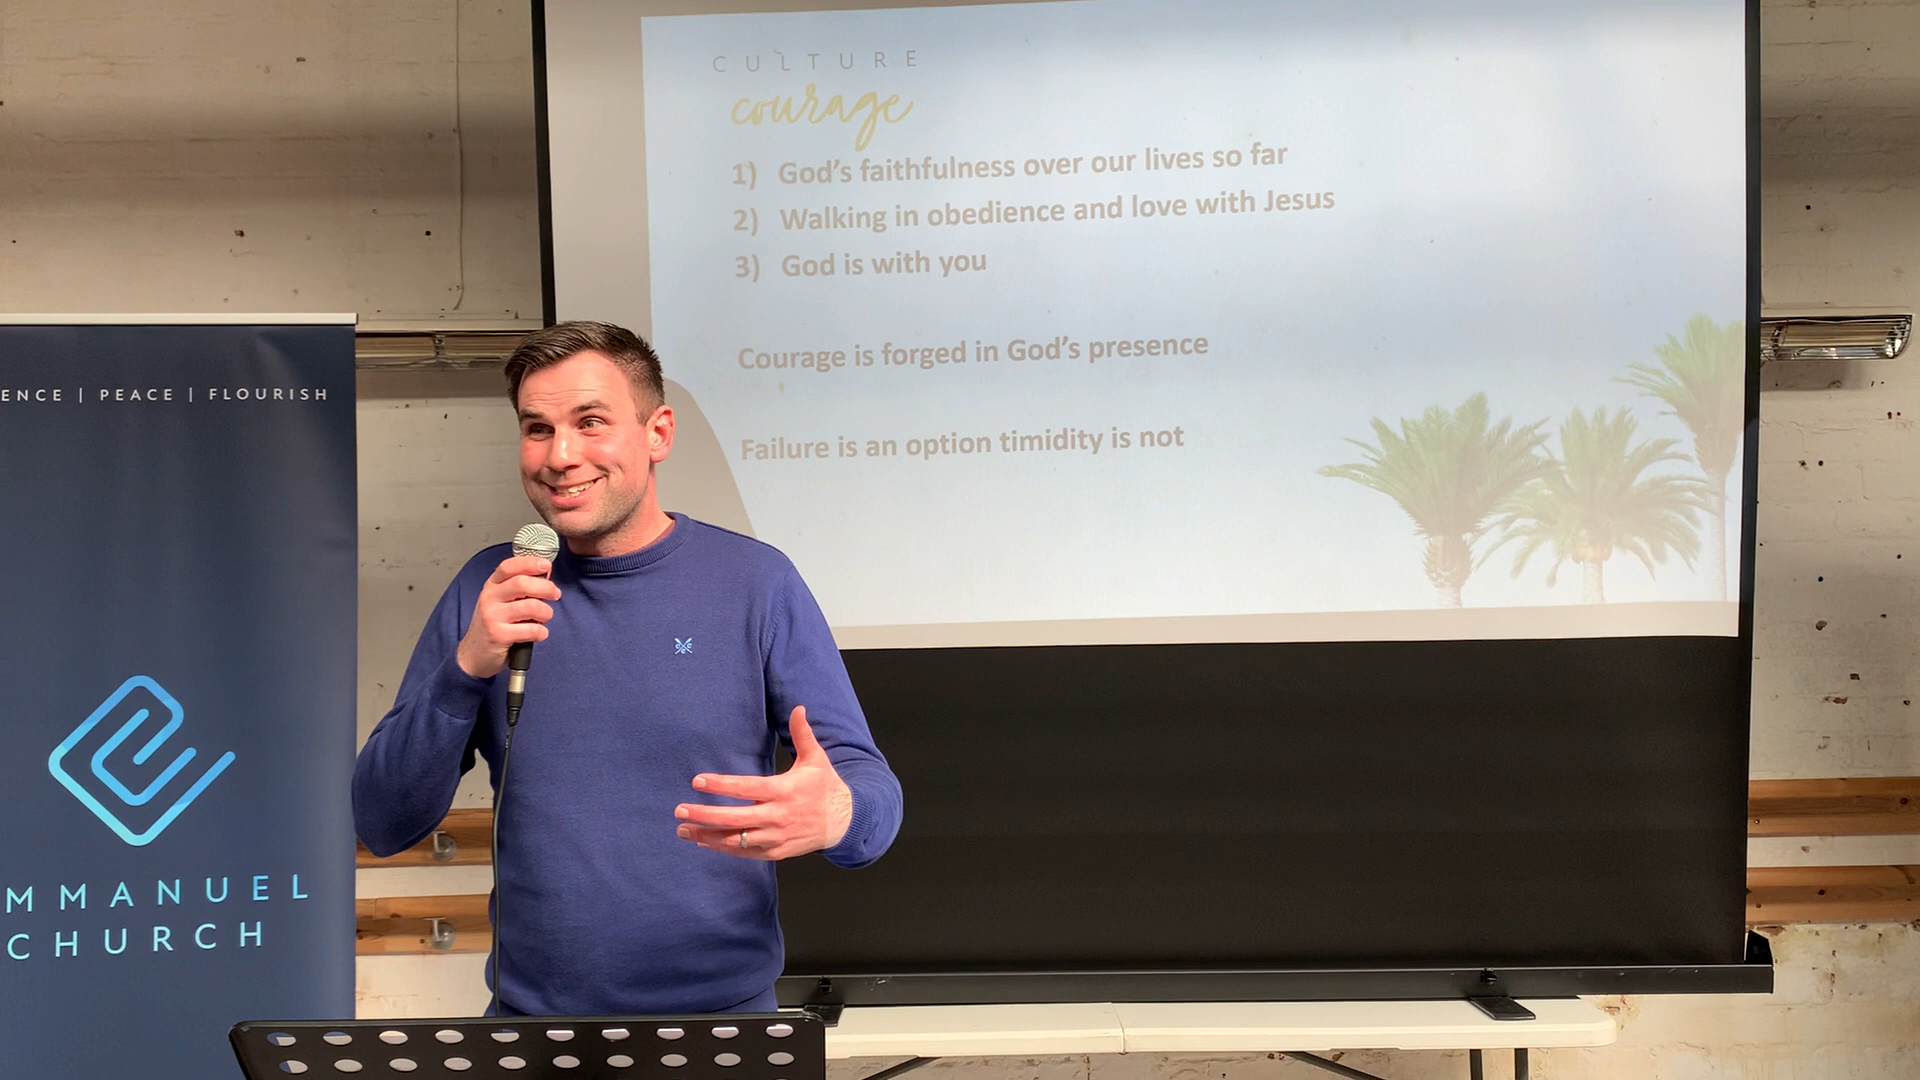 CULTURE
courage
1) God's faithfulness over our lives so far
2) Walking in obedience and love with Jesus
3) God is with you
Courage is forged in God's presence
Failure is an option timidity is not
ENCE | PEACE | FLOURISH
MMANUEL
CHURCH